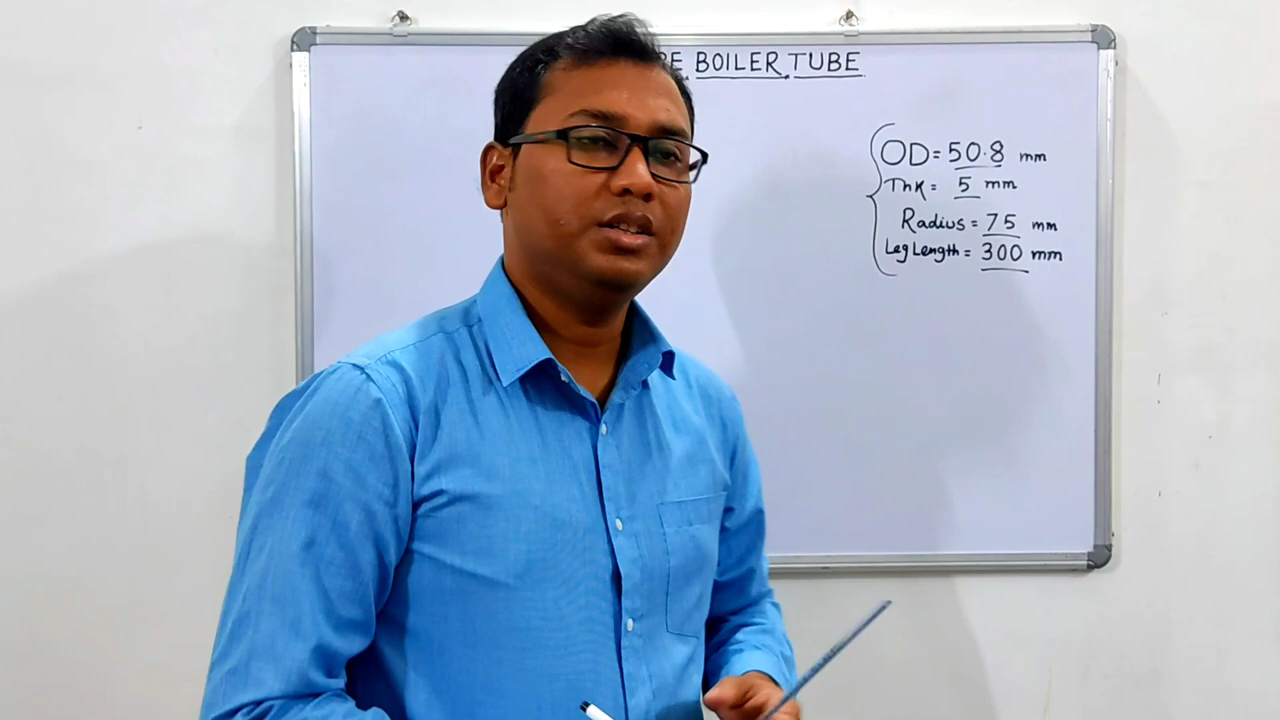 BOILER TUBE
OD = 50.8 mm
Thk = 5 mm
Radius = 75 mm
Leg Length = 300 mm